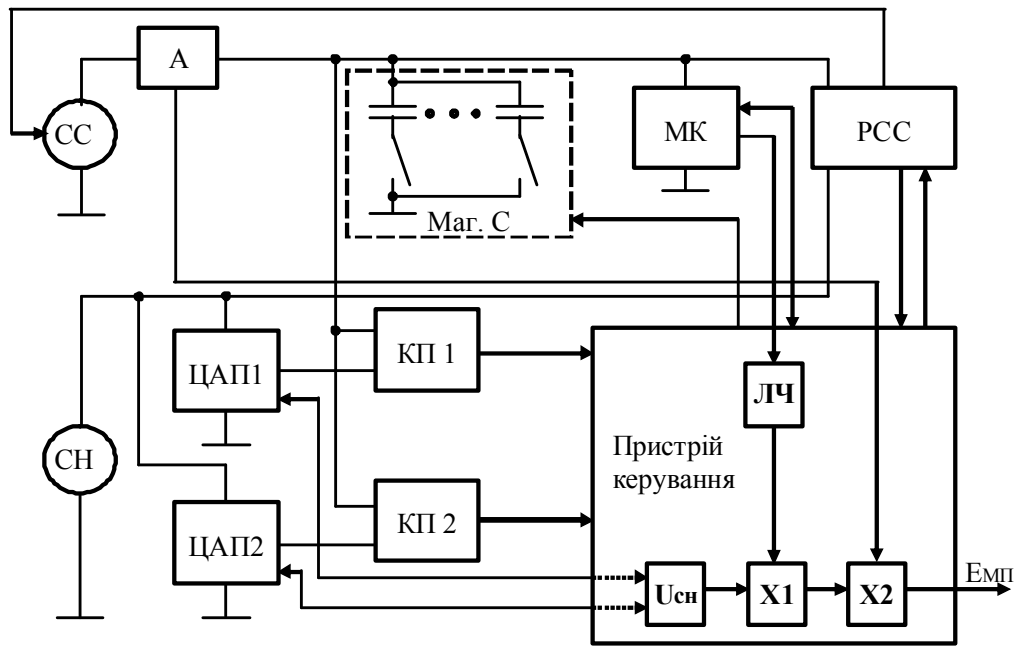 А
СС
МК
РСС
Маг. С
КП 1
ЦАП1
ЛЧ
Пристрій
керування
СН
КП 2
ЦАП2
Uсн
Х1
Х2
ЕМП